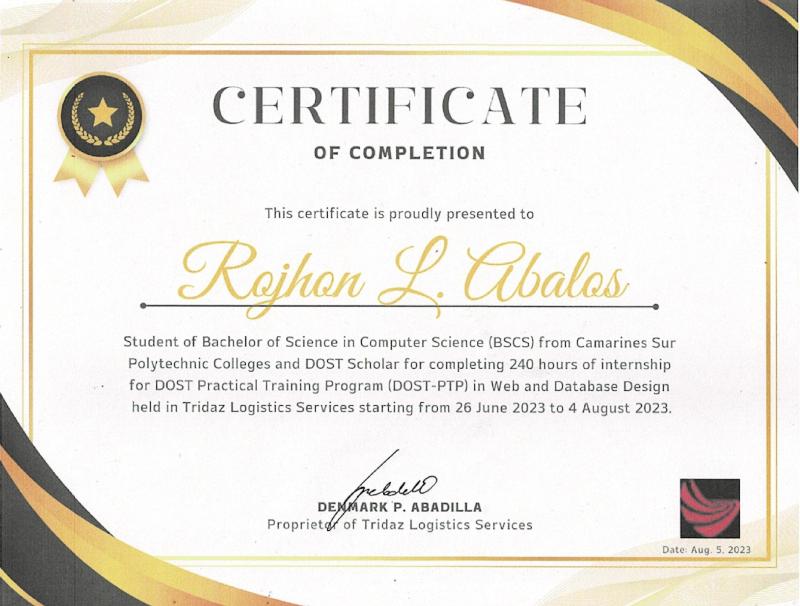 CERTIFICATE
OF COMPLETION
This certificate is proudly presented to
Rojhon L. Abalos
Student of Bachelor of Science in Computer Science (BSCS) from Camarines Sur
Polytechnic Colleges and DOST Scholar for completing 240 hours of internship
for DOST Practical Training Program (DOST-PTP) in Web and Database Design
held in Tridaz Logistics Services starting from 26 June 2023 to 4 August 2023.
DENMARK P. ABADILLA
Proprietor of Tridaz Logistics Services
Date: Aug. 5, 2023